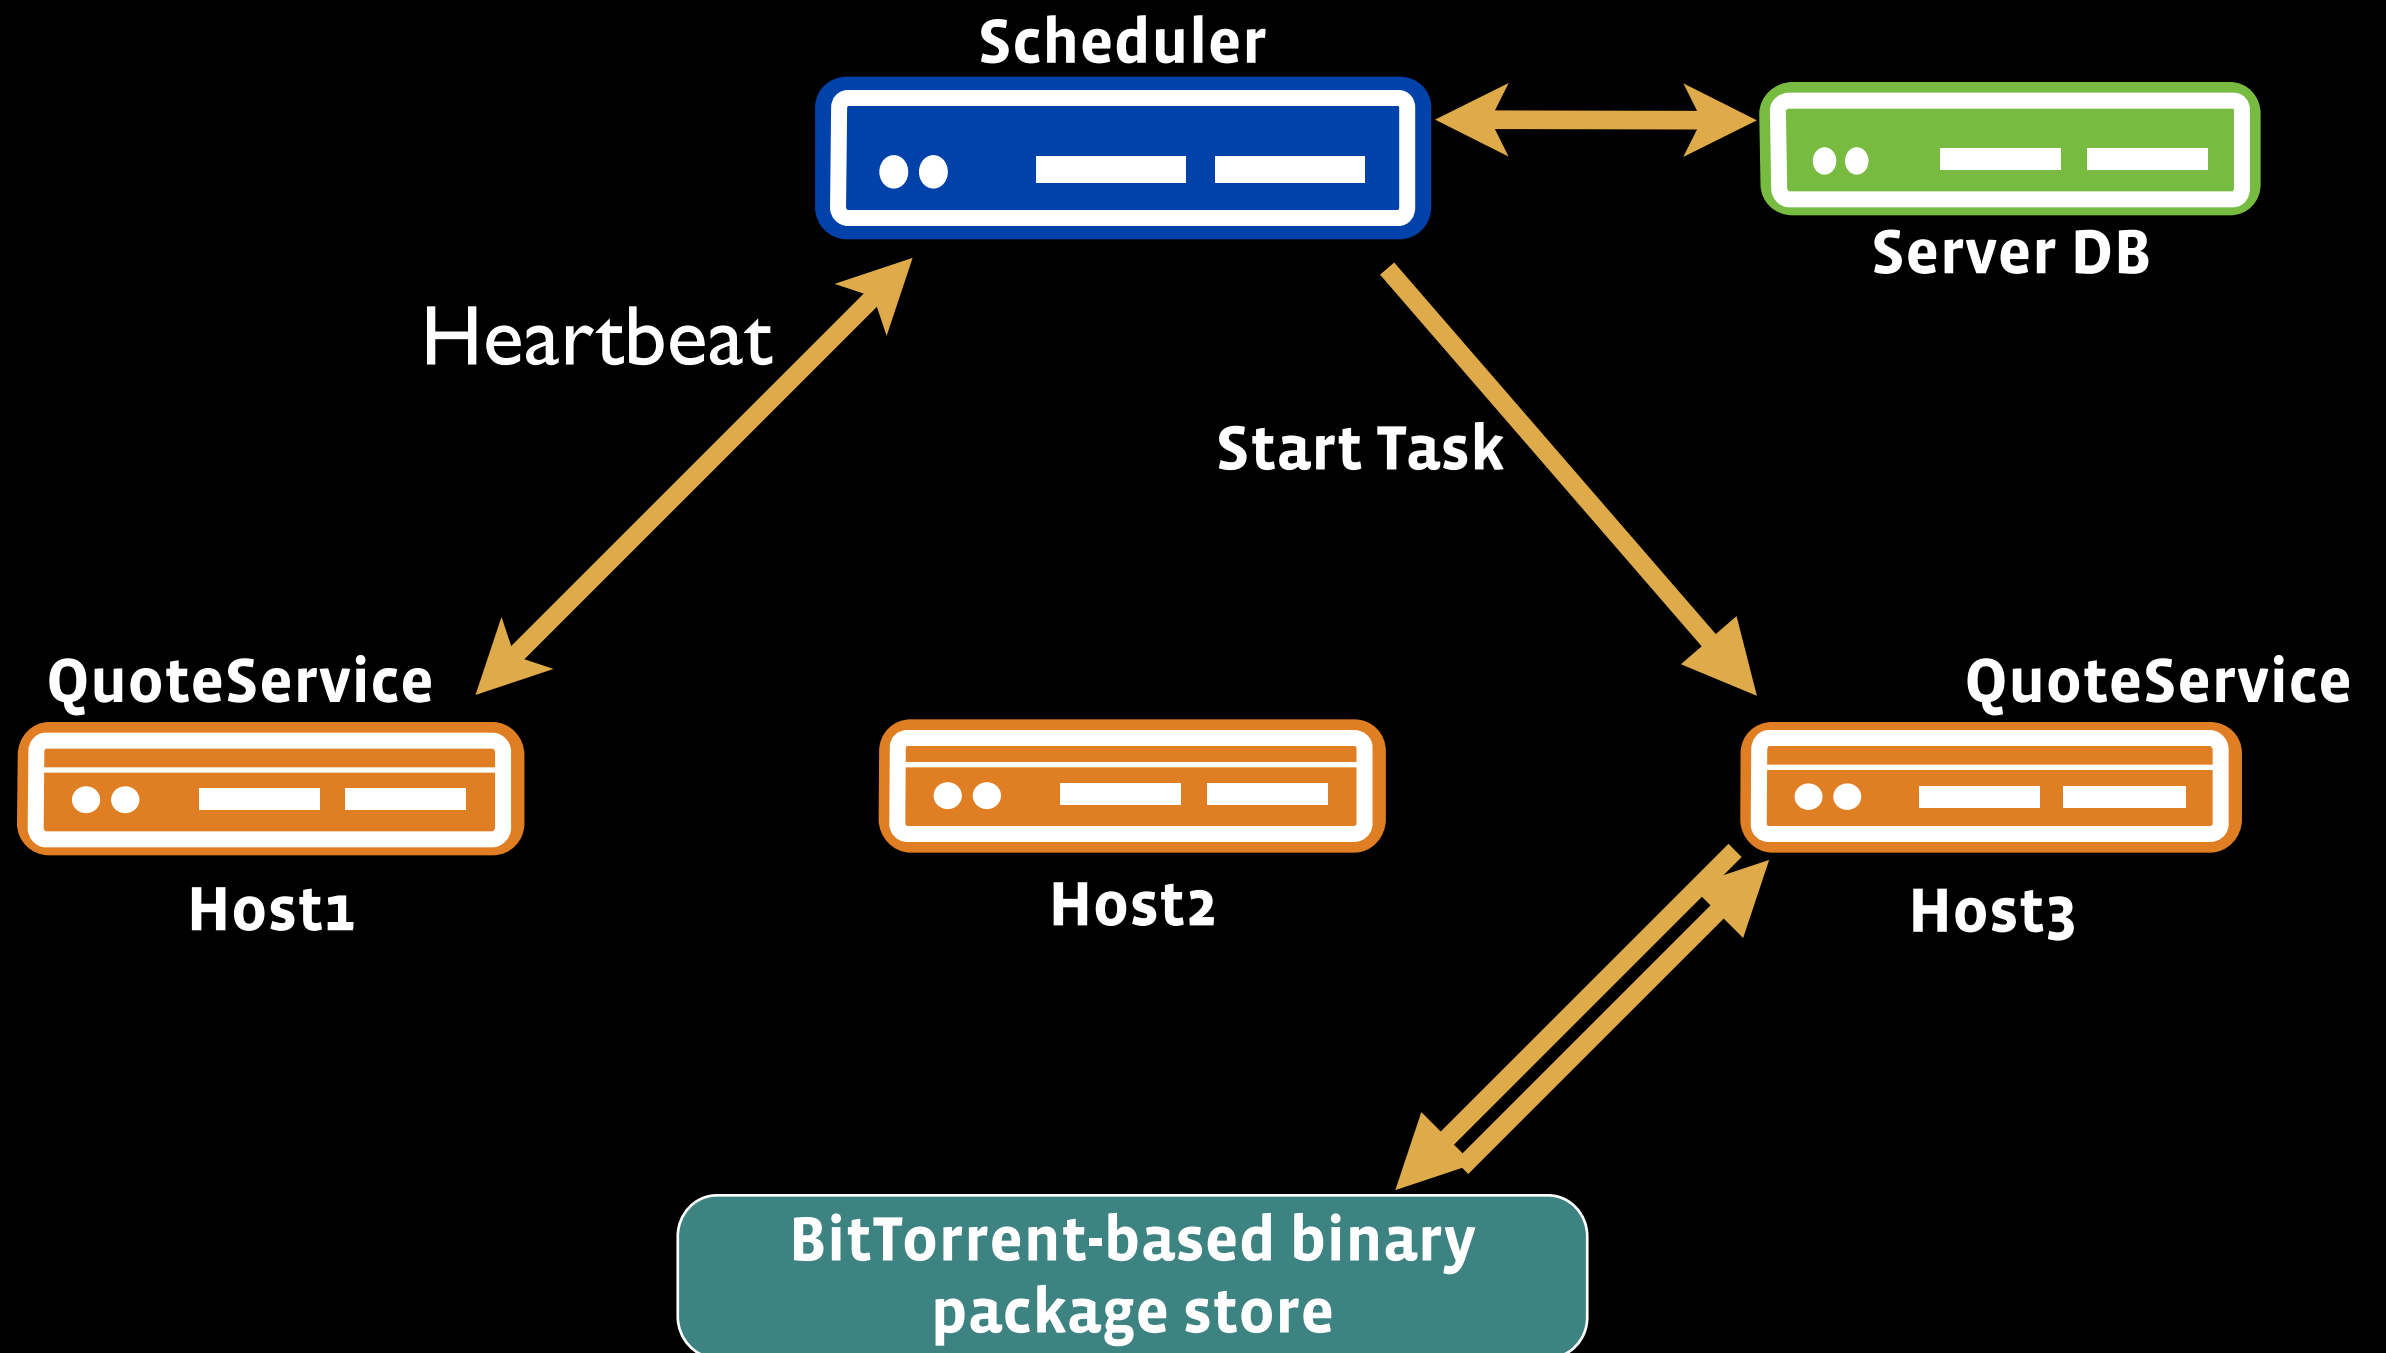 Scheduler
Server DB
Heartbeat
Start Task
QuoteService
QuoteService
Host1
Host2
Host3
BitTorrent-based binary
package store